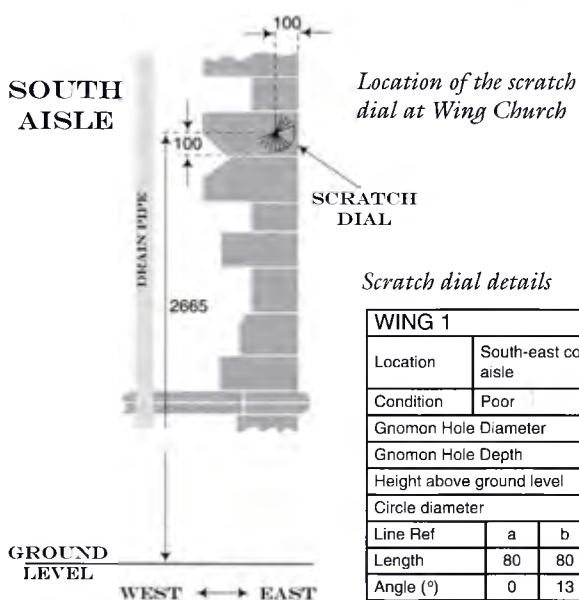 100
SOUTH
AISLE
Location of the scratch
dial at Wing Church
100
SCRATCH
DIAL
DRAIN PIPE
2665
Scratch dial details
WING 1
Location South-east co
aisle
Condition Poor
Gnomon Hole Diameter
Gnomon Hole Depth
Height above ground level
Circle diameter
Line Ref a b
Length 80 80
Angle (°) 0 13
GROUND
LEVEL
WEST EAST